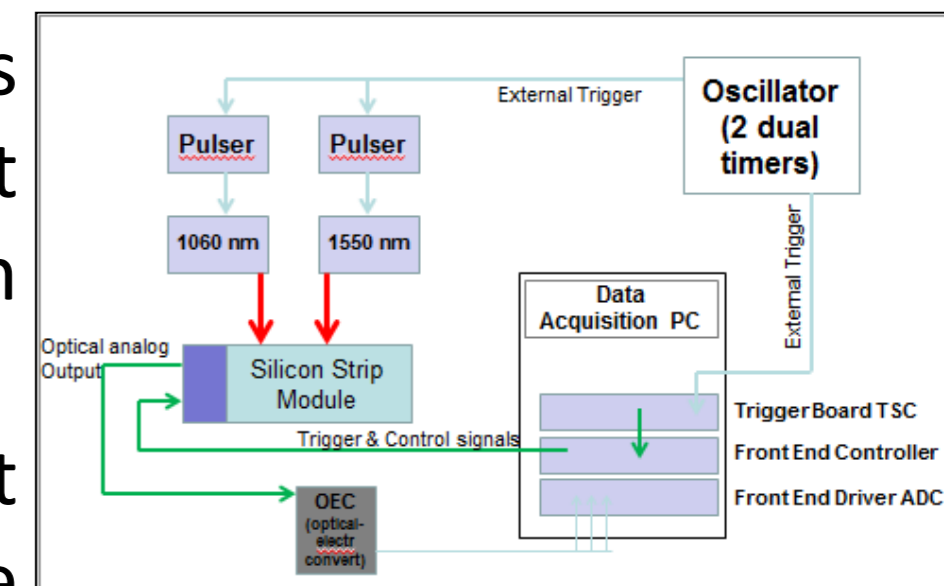 s
t
n
t
e
External Trigger
Oscillator
(2 dual
timers)
Pulser
Pulser
External Trigger
1060 nm
1550 nm
Data
Acquisition PC
Optical analog
Output
Silicon Strip
Module
Trigger Board TSC
Trigger & Control signals
Front End Controller
Front End Driver ADC
OEC
(optical-
electr
convert)